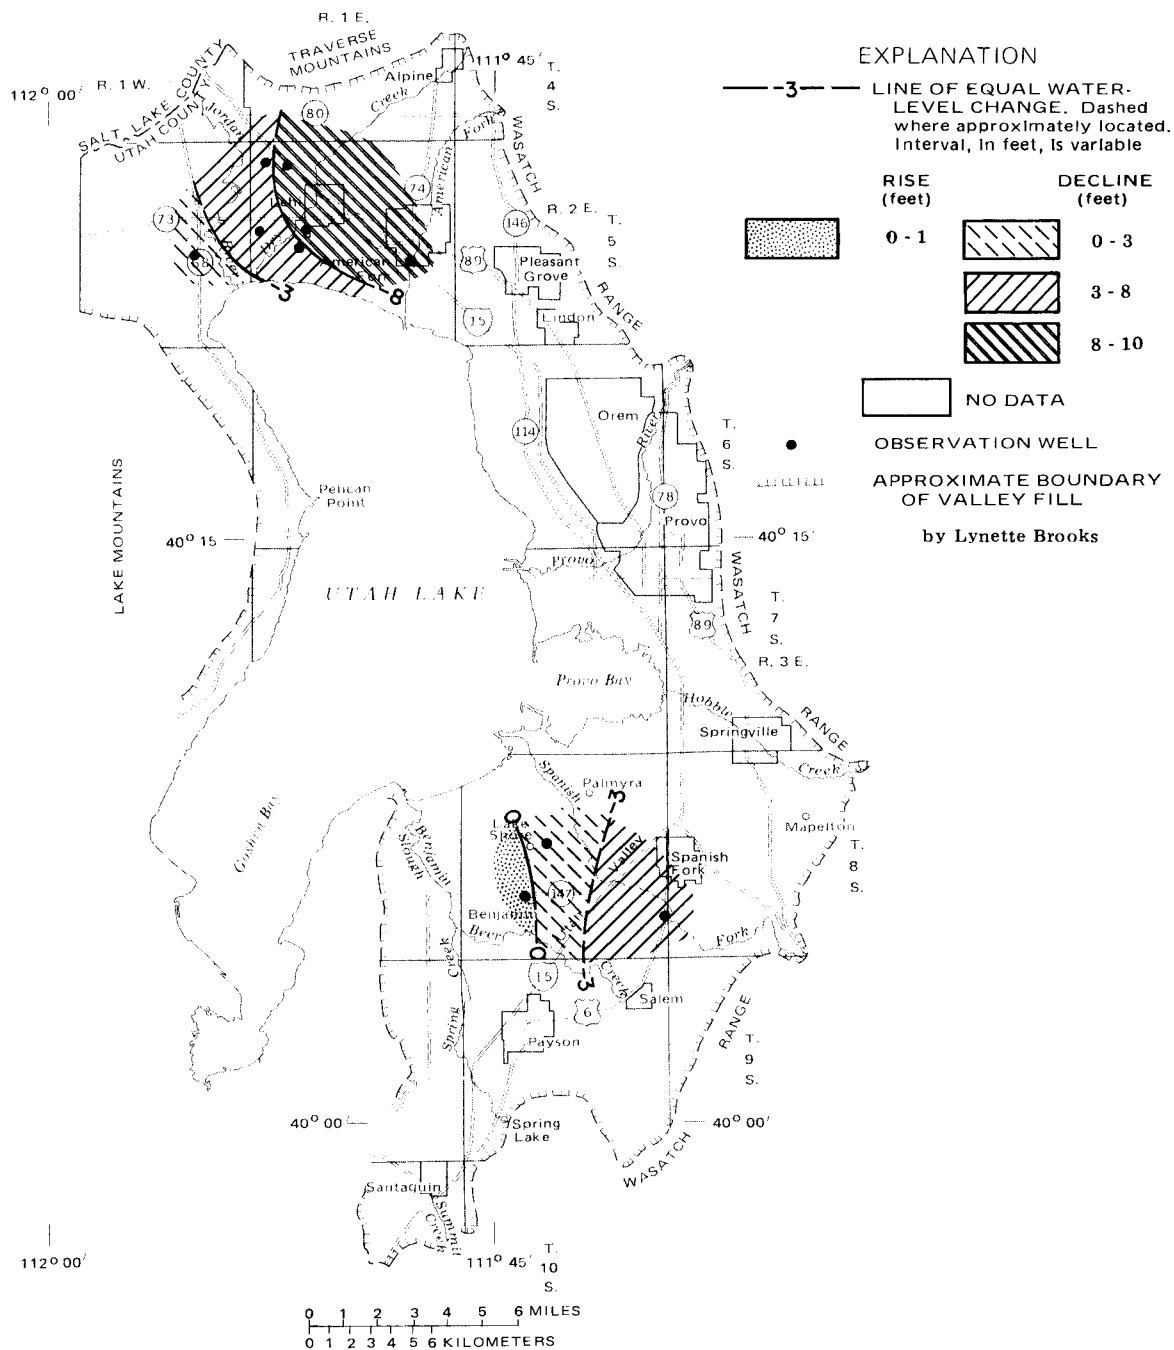 R. 1 E.
TRAVERSE
MOUNTAINS
111° 45'
T.
4
S.
R. 1 W.
112° 00'
SALT LAKE COUNTY
UTAH COUNTY
Jordan
River
Alpine
Creek
Fork
American
80
WASATCH
RANGE
74
73
68
146
R. 2 E.
T.
5
S.
89
Pleasant
Grove
American
Fork
-3
-8
15
Lindon
Orem
River
114
T.
6
S.
78
Provo
LAKE MOUNTAINS
Pelican
Point
40° 15'
40° 15'
UTAH LAKE
Provo
WASATCH
T.
7
S.
89
R. 3 E.
Provo Bay
Hobble
Springville
RANGE
Creek
Goshen Bay
Spanish
Palmyra
-3
0
Lake
Shore
Benjamin
Slough
Valley
Spanish
Fork
Mapelton
T.
8
S.
147
Benjamin
Beer
Creek
0
-3
Fork
15
Creek
Salem
6
Spring
Payson
RANGE
T.
9
S.
40° 00'
40° 00'
Spring
Lake
WASATCH
Santaquin
Summit
Creek
112° 00'
111° 45'
T.
10
S.
0 1 2 3 4 5 6 MILES
0 1 2 3 4 5 6 KILOMETERS
EXPLANATION
-3 LINE OF EQUAL WATER-
LEVEL CHANGE. Dashed
where approximately located.
Interval, in feet, is variable
RISE
(feet)
DECLINE
(feet)
0 - 1
0 - 3
3 - 8
8 - 10
NO DATA
OBSERVATION WELL
APPROXIMATE BOUNDARY
OF VALLEY FILL
by Lynette Brooks